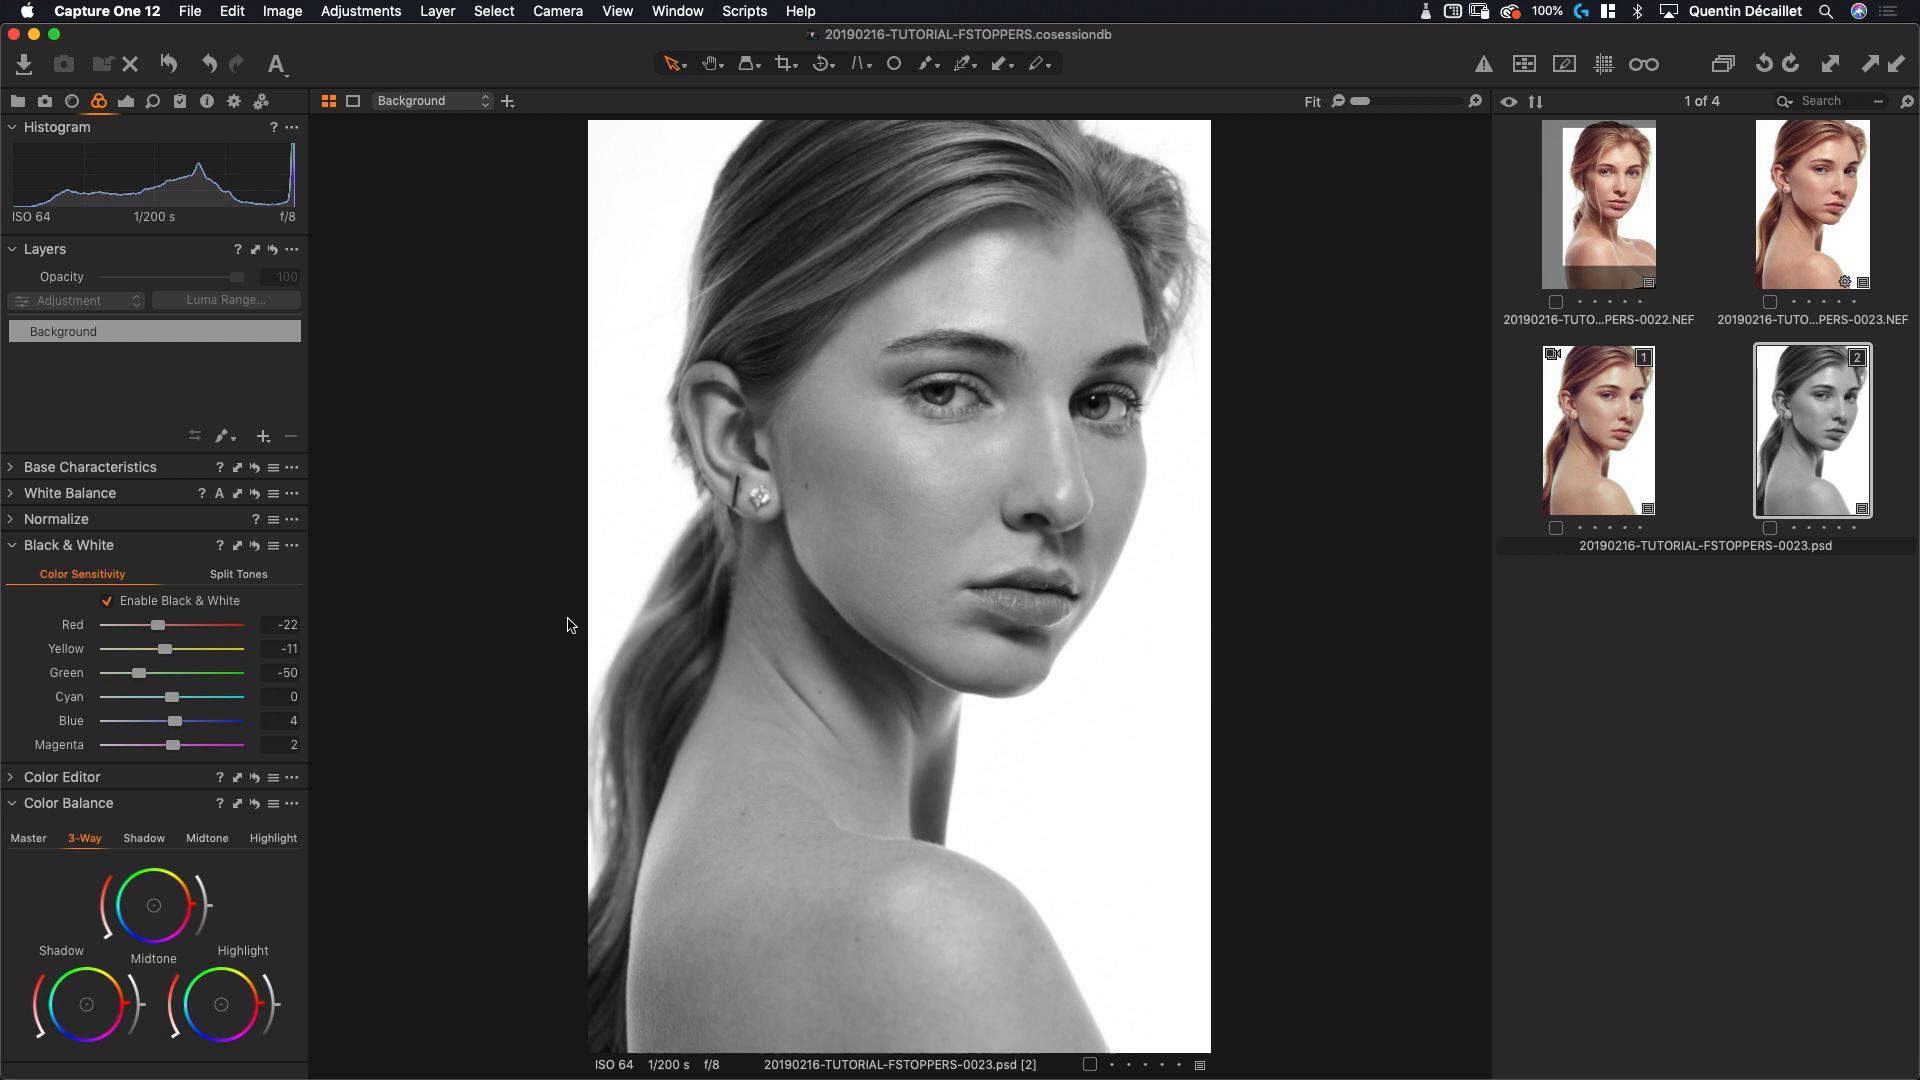 Capture One 12 File Edit Image Adjustments Layer Select Camera View Window Scripts Help 100% Quentin Décaillet
20190216-TUTORIAL-FSTOPPERS.cosessiondb
A
Background Fit 1 of 4 Search
Histogram ?
ISO 64 1/200 s f/8
Layers ?
Opacity 100
Adjustment Luma Range...
Background
Base Characteristics ?
White Balance ? A
Normalize ?
Black & White ?
Color Sensitivity Split Tones
Enable Black & White
Red -22
Yellow -11
Green -50
Cyan 0
Blue 4
Magenta 2
Color Editor ?
Color Balance ?
Master 3-Way Shadow Midtone Highlight
Shadow Midtone Highlight
ISO 64 1/200 s f/8 20190216-TUTORIAL-FSTOPPERS-0023.psd [2]
20190216-TUTO...PERS-0022.NEF 20190216-TUTO...PERS-0023.NEF
1 2
20190216-TUTORIAL-FSTOPPERS-0023.psd